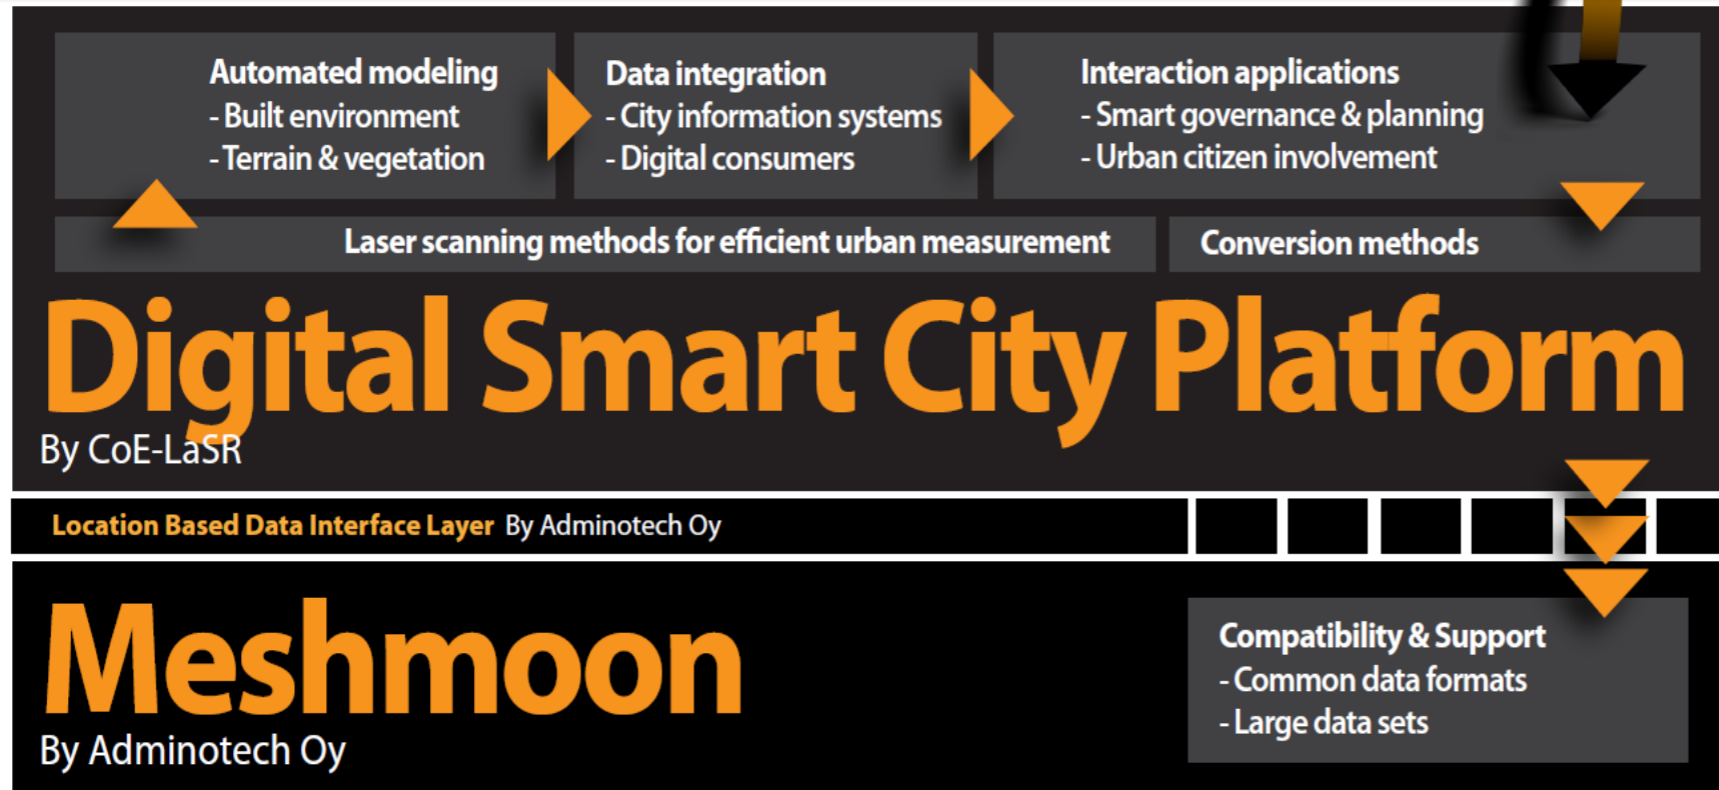 Automated modeling
- Built environment
- Terrain & vegetation
Data integration
- City information systems
- Digital consumers
Interaction applications
- Smart governance & planning
- Urban citizen involvement
Laser scanning methods for efficient urban measurement
Conversion methods
Digital Smart City Platform
By CoE-LaSR
Location Based Data Interface Layer By Adminotech Oy
Meshmoon
By Adminotech Oy
Compatibility & Support
- Common data formats
- Large data sets